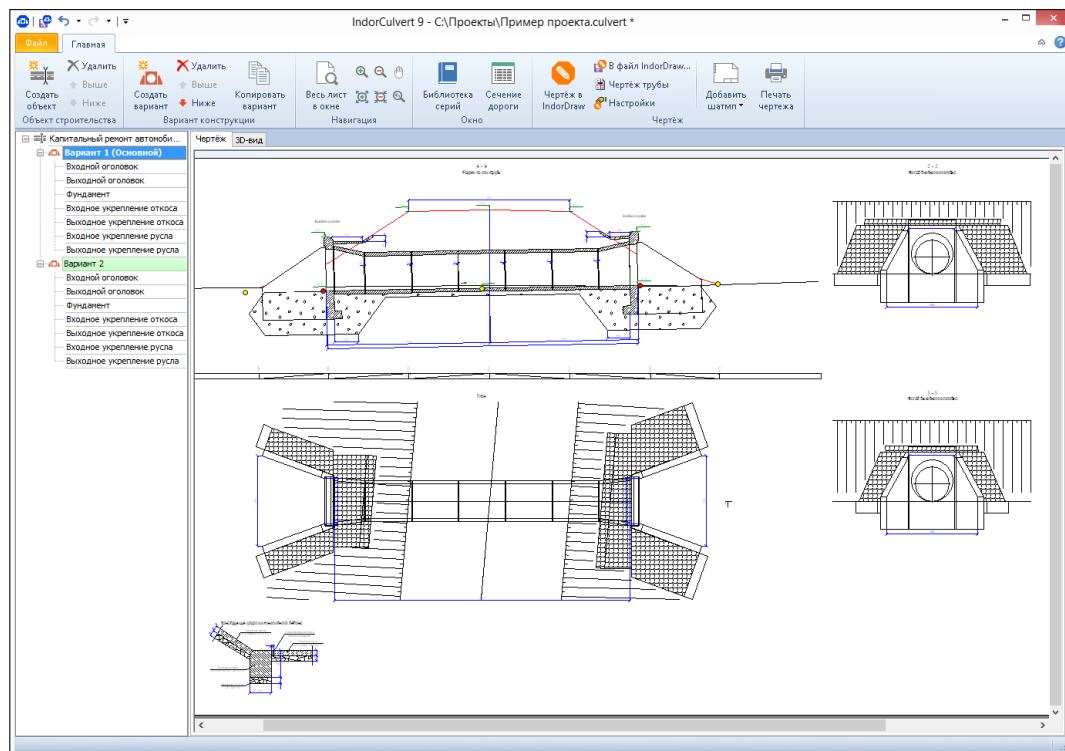 IndorCulvert 9 - C:\Проекты\Пример проекта.culvert *
Файл
Главная
Создать объект
Удалить
Выше
Ниже
Объект строительства
Создать вариант
Удалить
Выше
Ниже
Копировать вариант
Вариант конструкции
Весь лист в окне
Навигация
Библиотека серий
Сечение дороги
Окно
Чертёж в IndorDraw
В файл IndorDraw...
Чертёж трубы
Настройки
Добавить шатмп
Печать чертежа
Чертёж
Капитальный ремонт автомоби...
Вариант 1 (Основной)
Входной оголовок
Выходной оголовок
Фундамент
Входное укрепление откоса
Выходное укрепление откоса
Входное укрепление русла
Выходное укрепление русла
Вариант 2
Входной оголовок
Выходной оголовок
Фундамент
Входное укрепление откоса
Выходное укрепление откоса
Входное укрепление русла
Выходное укрепление русла
Чертёж
3D-вид
А - А
2 - 2
План